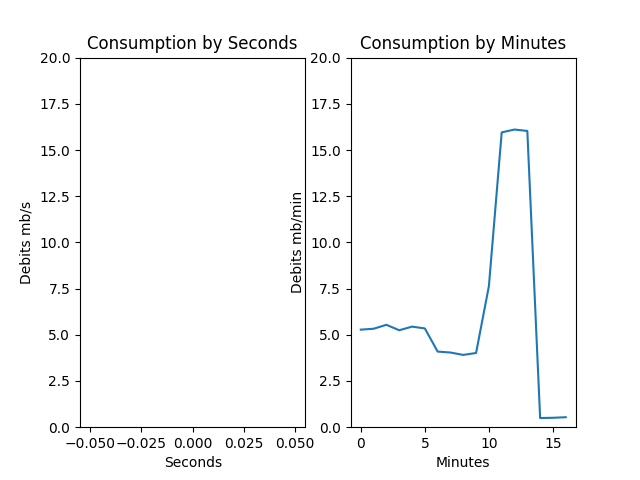 Consumption by Seconds
20.0
17.5
15.0
12.5
10.0
7.5
5.0
2.5
0.0
Debits mb/s
−0.050 −0.025 0.000 0.025 0.050
Seconds
Consumption by Minutes
20.0
17.5
15.0
12.5
10.0
7.5
5.0
2.5
0.0
Debits mb/min
0 5 10 15
Minutes